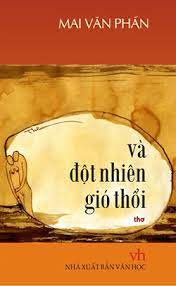 MAI VĂN PHẤN
và
đột nhiên
gió thổi
thơ
vh
NHÀ XUẤT BẢN VĂN HỌC